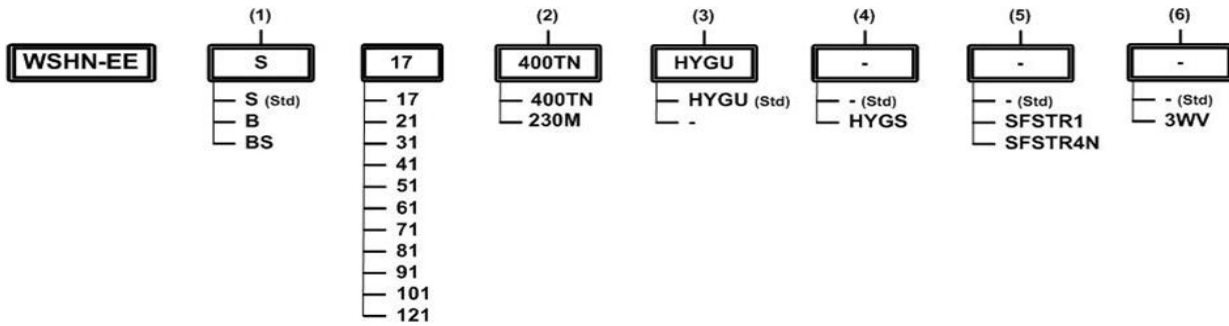 (1) (2) (3) (4) (5) (6)
WSHN-EE S 17 400TN HYGU - - -
S (Std) 17 400TN HYGU (Std) - (Std) - (Std) - (Std)
B 21 230M - HYGS SFSTR1 3WV
BS 31 SFSTR4N
41
51
61
71
81
91
101
121